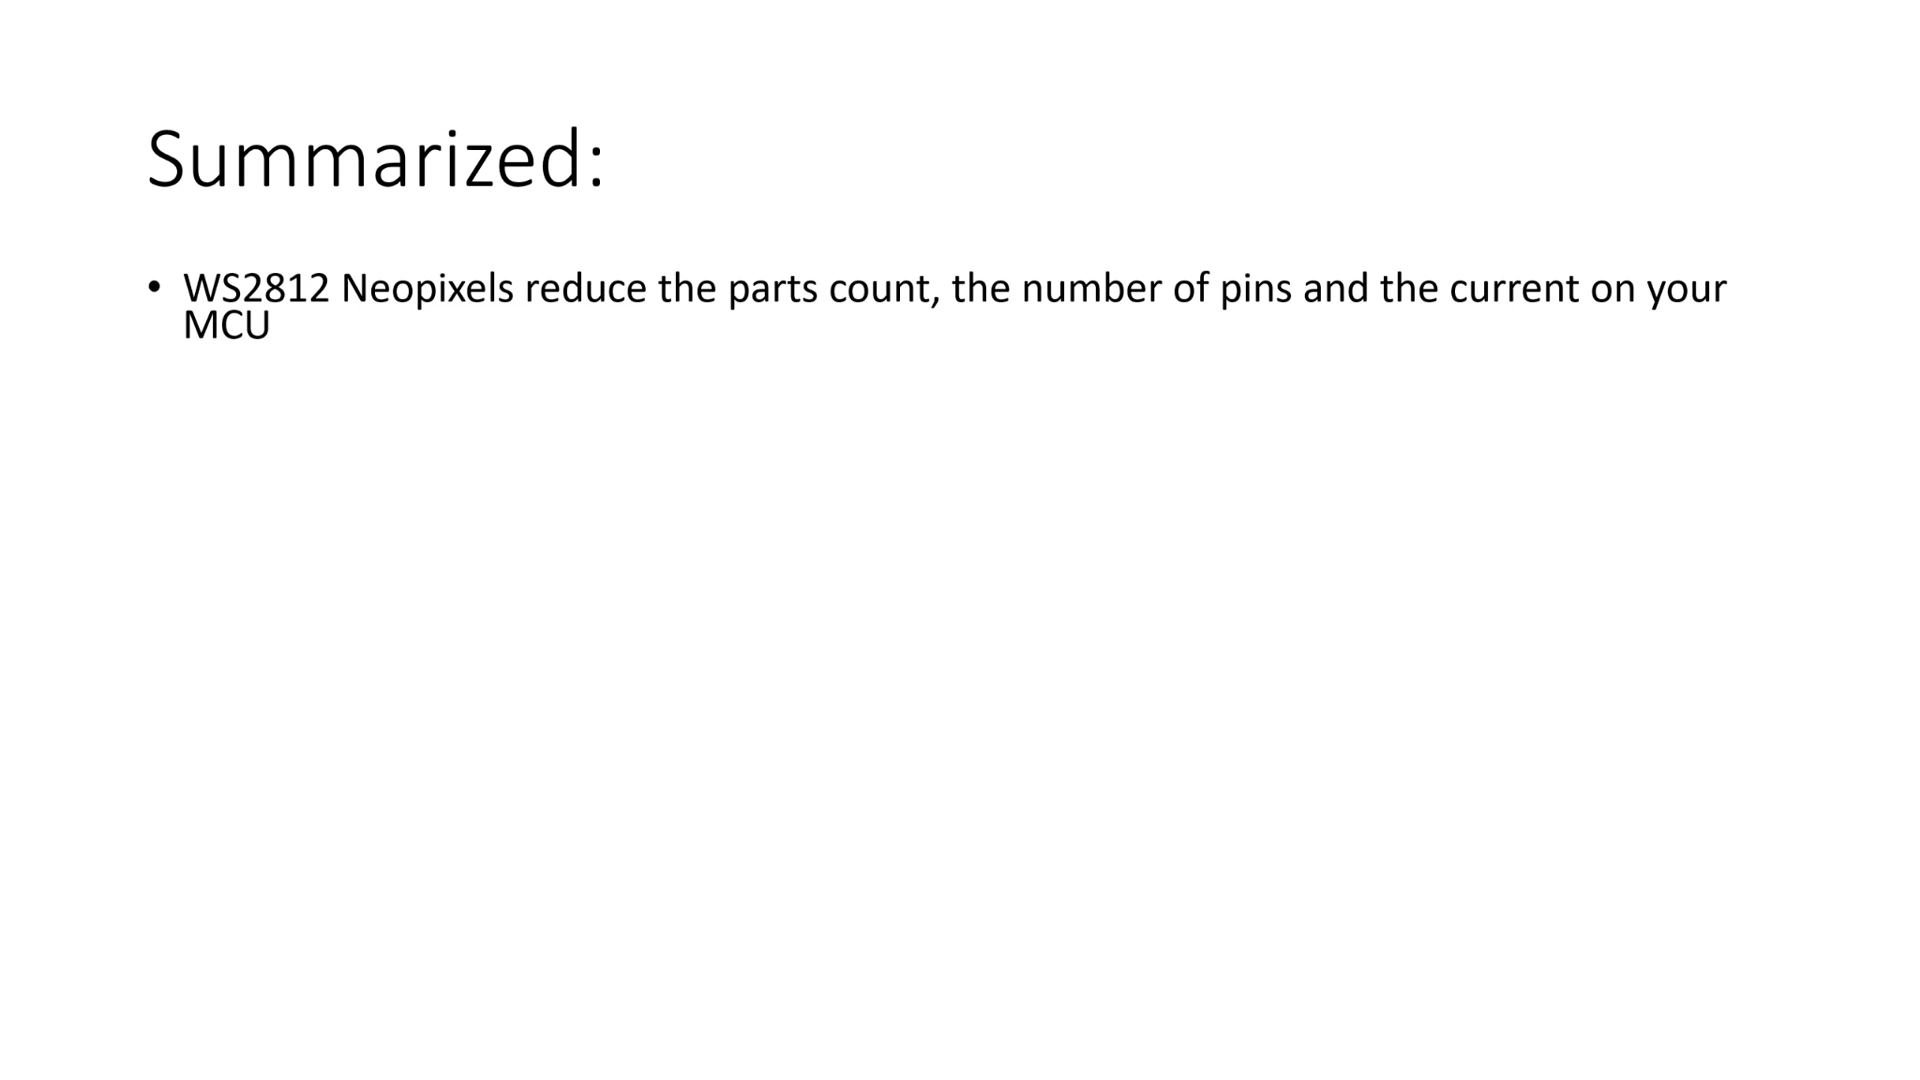 Summarized:
• WS2812 Neopixels reduce the parts count, the number of pins and the current on your
MCU